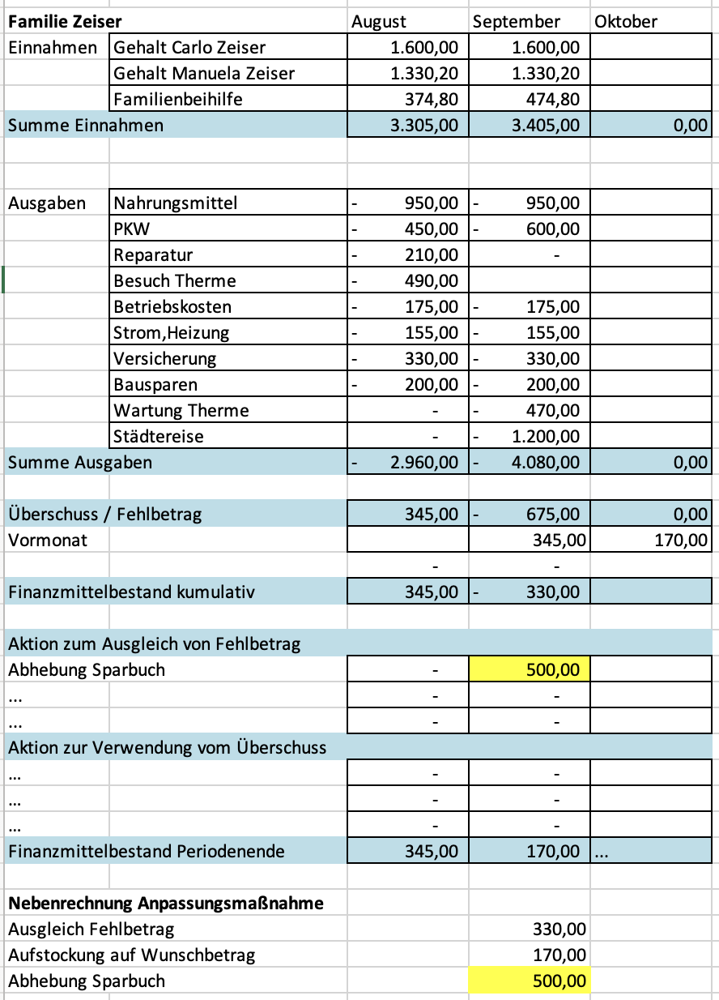 Familie Zeiser August September Oktober
Einnahmen Gehalt Carlo Zeiser 1.600,00 1.600,00
Gehalt Manuela Zeiser 1.330,20 1.330,20
Familienbeihilfe 374,80 474,80
Summe Einnahmen 3.305,00 3.405,00 0,00
Ausgaben Nahrungsmittel - 950,00 - 950,00
PKW - 450,00 - 600,00
Reparatur - 210,00 -
Besuch Therme - 490,00
Betriebskosten - 175,00 - 175,00
Strom,Heizung - 155,00 - 155,00
Versicherung - 330,00 - 330,00
Bausparen - 200,00 - 200,00
Wartung Therme - - 470,00
Städtereise - - 1.200,00
Summe Ausgaben - 2.960,00 - 4.080,00 0,00
Überschuss / Fehlbetrag 345,00 - 675,00 0,00
Vormonat 345,00 170,00
- -
Finanzmittelbestand kumulativ 345,00 - 330,00
Aktion zum Ausgleich von Fehlbetrag
Abhebung Sparbuch - 500,00
... - -
... - -
Aktion zur Verwendung vom Überschuss
... - -
... - -
... - -
Finanzmittelbestand Periodenende 345,00 170,00 ...
Nebenrechnung Anpassungsmaßnahme
Ausgleich Fehlbetrag 330,00
Aufstockung auf Wunschbetrag 170,00
Abhebung Sparbuch 500,00